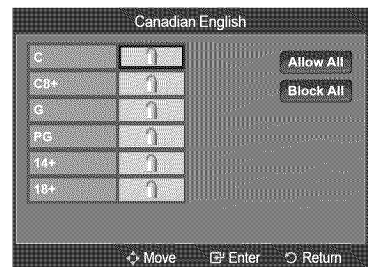 Canadian English
C
C8+
G
PG
14+
18+
Allow All
Block All
Move Enter Return